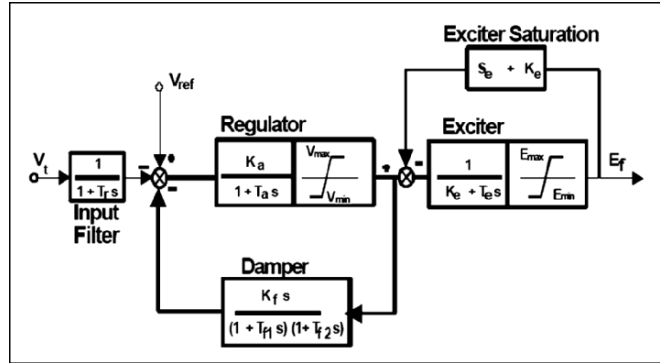 Exciter Saturation
Se + Ke
Vref
Regulator
Exciter
Vt
1
1 + Tr s
Input
Filter
Ka
1 + Ta s
Vmax
Vmin
1
Ke + Te s
Emax
Emin
Ef
Damper
Kf s
(1 + Tf1 s) (1 + Tf2 s)